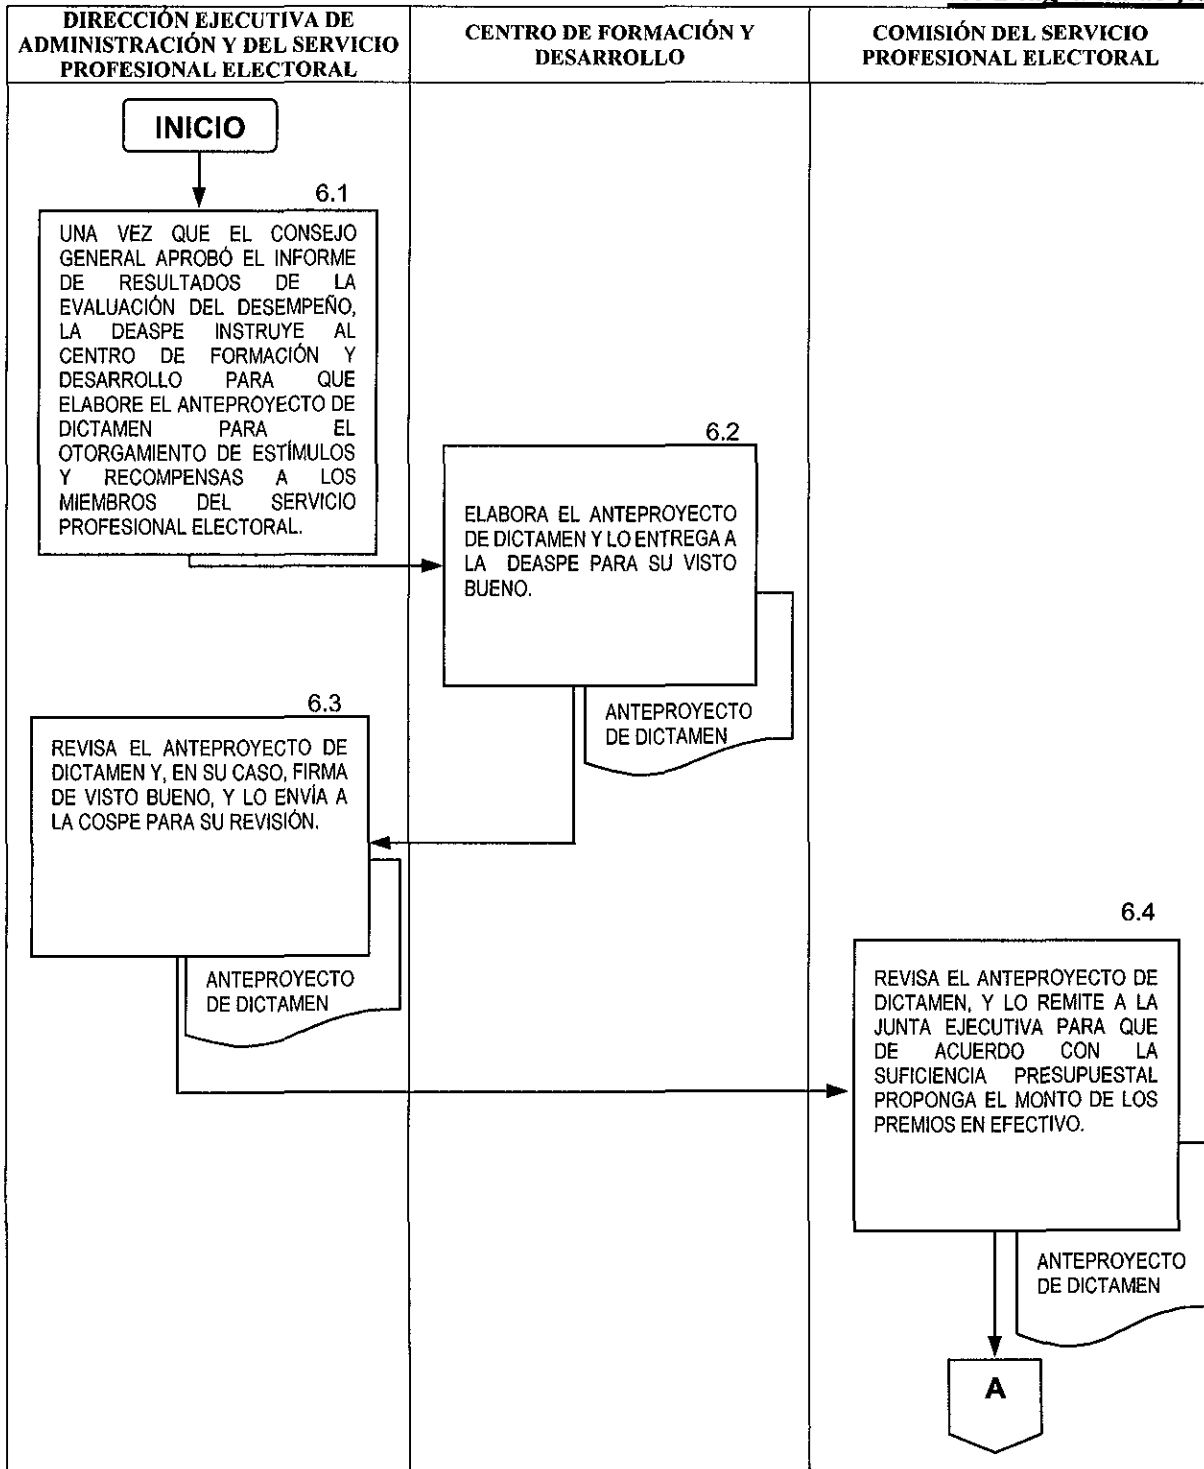 DIRECCIÓN EJECUTIVA DE
ADMINISTRACIÓN Y DEL SERVICIO
PROFESIONAL ELECTORAL
CENTRO DE FORMACIÓN Y
DESARROLLO
COMISIÓN DEL SERVICIO
PROFESIONAL ELECTORAL
INICIO
6.1
UNA VEZ QUE EL CONSEJO
GENERAL APROBÓ EL INFORME
DE RESULTADOS DE LA
EVALUACIÓN DEL DESEMPEÑO,
LA DEASPE INSTRUYE AL
CENTRO DE FORMACIÓN Y
DESARROLLO PARA QUE
ELABORE EL ANTEPROYECTO DE
DICTAMEN PARA EL
OTORGAMIENTO DE ESTÍMULOS
Y RECOMPENSAS A LOS
MIEMBROS DEL SERVICIO
PROFESIONAL ELECTORAL.
6.2
ELABORA EL ANTEPROYECTO
DE DICTAMEN Y LO ENTREGA A
LA DEASPE PARA SU VISTO
BUENO.
ANTEPROYECTO
DE DICTAMEN
6.3
REVISA EL ANTEPROYECTO DE
DICTAMEN Y, EN SU CASO, FIRMA
DE VISTO BUENO, Y LO ENVÍA A
LA COSPE PARA SU REVISIÓN.
ANTEPROYECTO
DE DICTAMEN
6.4
REVISA EL ANTEPROYECTO DE
DICTAMEN, Y LO REMITE A LA
JUNTA EJECUTIVA PARA QUE
DE ACUERDO CON LA
SUFICIENCIA PRESUPUESTAL
PROPONGA EL MONTO DE LOS
PREMIOS EN EFECTIVO.
ANTEPROYECTO
DE DICTAMEN
A